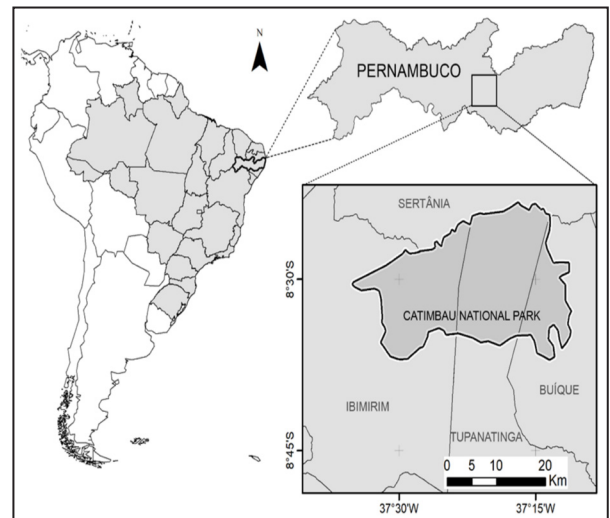 N
PERNAMBUCO
SERTÂNIA
8°30'S
CATIMBAU NATIONAL PARK
IBIMIRIM
BUÍQUE
TUPANATINGA
8°45'S
0 5 10 20
Km
37°30'W 37°15'W